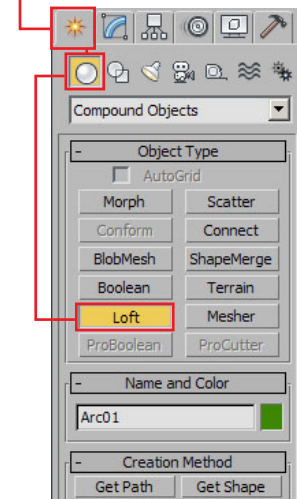 Compound Objects
- Object Type
AutoGrid
Morph Scatter
Conform Connect
BlobMesh ShapeMerge
Boolean Terrain
Loft Mesher
ProBoolean ProCutter
- Name and Color
Arc01
- Creation Method
Get Path Get Shape